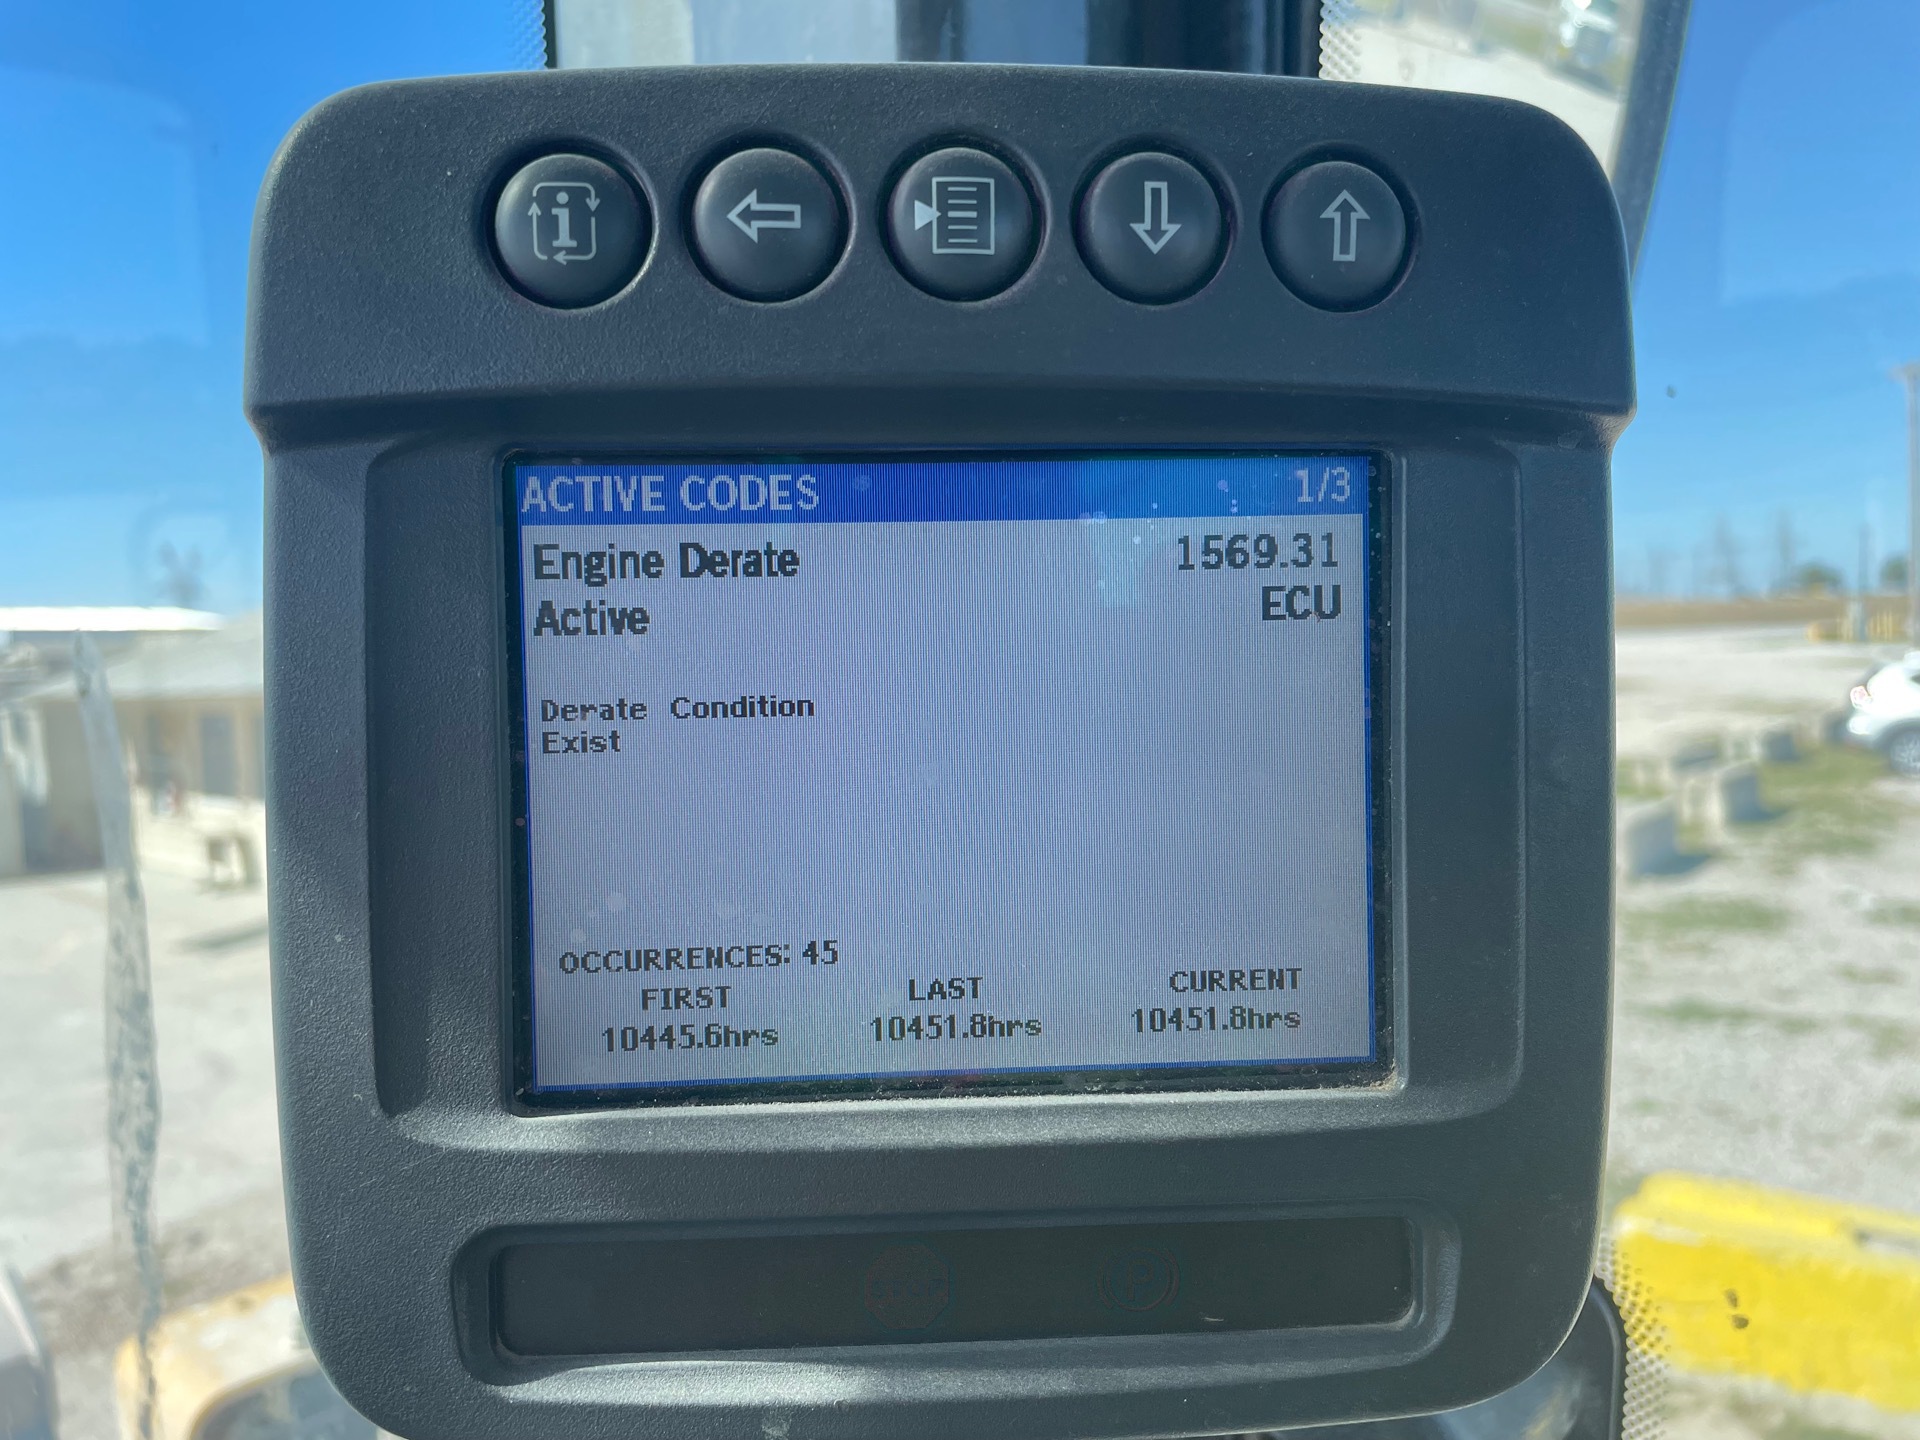 ACTIVE CODES 1/3
Engine Derate 1569.31
Active ECU
Derate Condition
Exist
OCCURRENCES: 45
FIRST LAST CURRENT
10445.6hrs 10451.8hrs 10451.8hrs